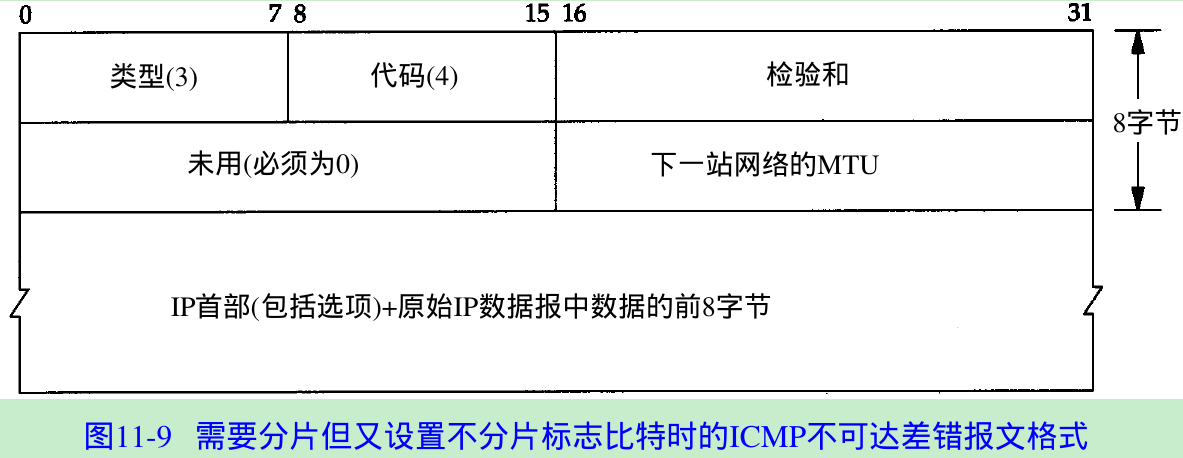 0 7 8 15 16 31
类型(3) 代码(4) 检验和
8字节
未用(必须为0) 下一站网络的MTU
IP首部(包括选项)+原始IP数据报中数据的前8字节
图11-9 需要分片但又设置不分片标志比特时的ICMP不可达差错报文格式